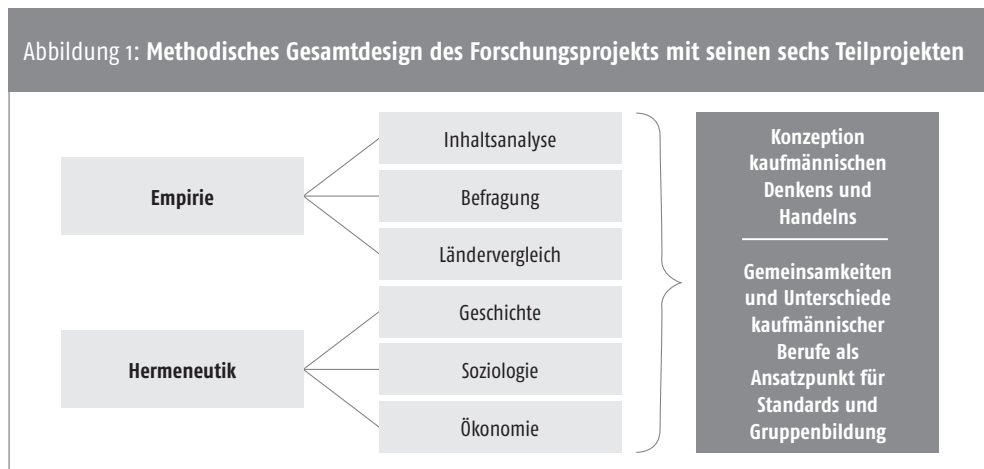 Abbildung 1: Methodisches Gesamtdesign des Forschungsprojekts mit seinen sechs Teilprojekten
Empirie
Inhaltsanalyse
Befragung
Ländervergleich
Hermeneutik
Geschichte
Soziologie
Ökonomie
Konzeption
kaufmännischen
Denkens und
Handelns
Gemeinsamkeiten
und Unterschiede
kaufmännischer
Berufe als
Ansatzpunkt für
Standards und
Gruppenbildung